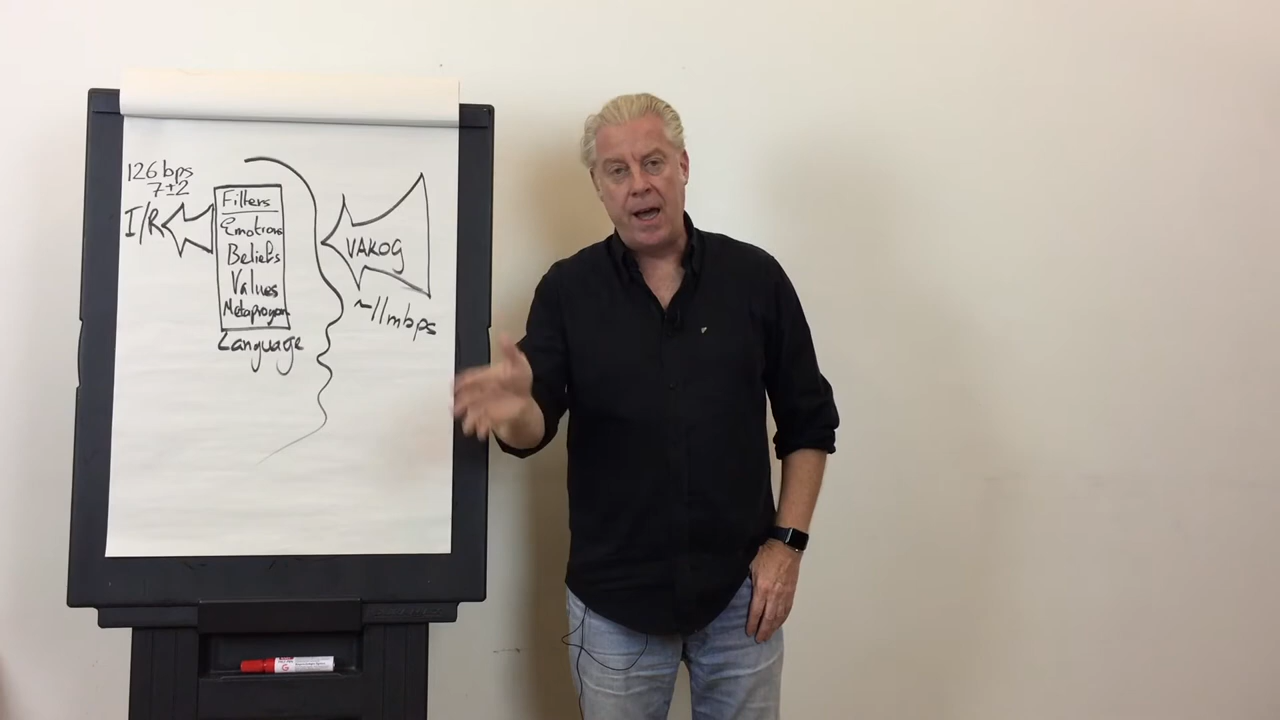 126 bps
7±2
I/R
Filters
Emotions
Beliefs
Values
Metaprogram
Language
VAKOG
~11mbps